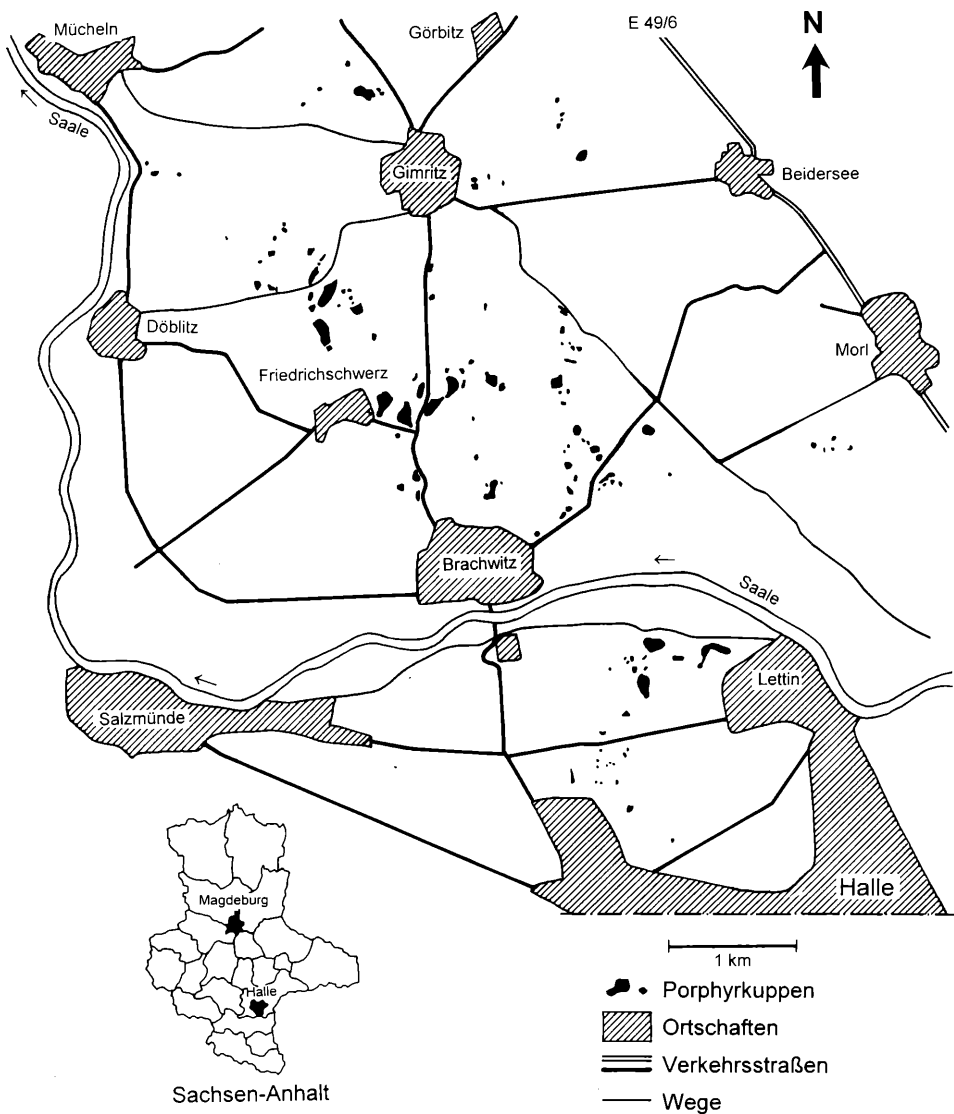 Mücheln
Görbitz
E 49/6
N
Saale
Gimritz
Beidersee
Döblitz
Morl
Friedrichschwerz
Brachwitz
Saale
Lettin
Salzmünde
Halle
Magdeburg
Halle
Sachsen-Anhalt
1 km
Porphyrkuppen
Ortschaften
Verkehrsstraßen
Wege